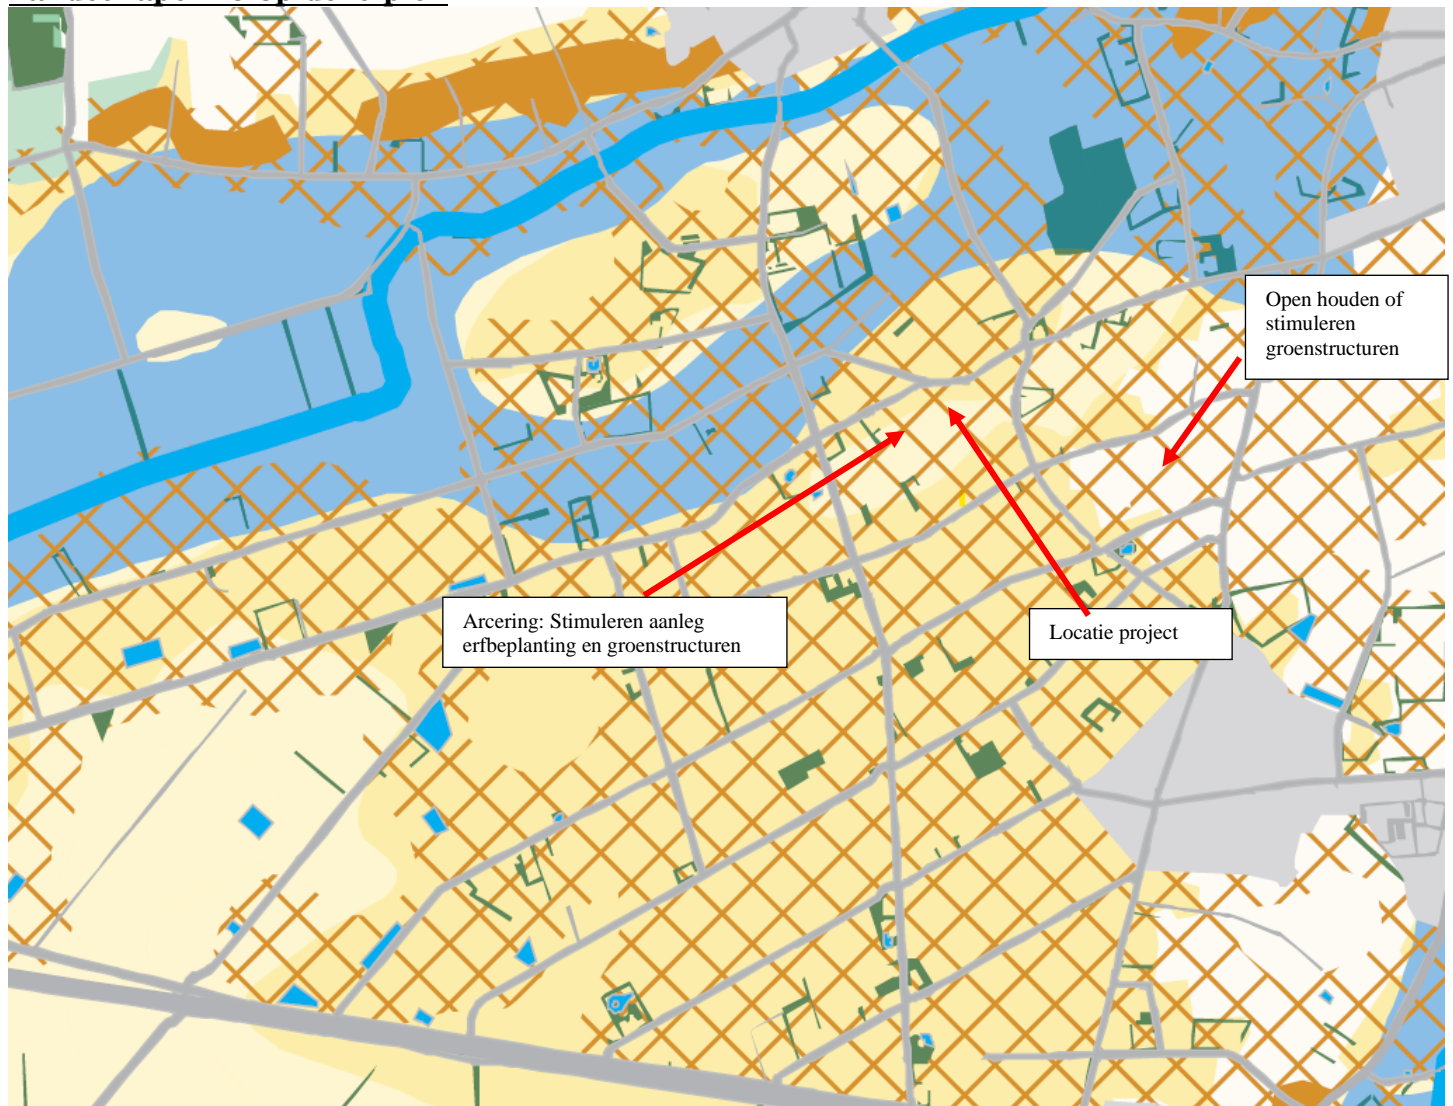 Open houden of
stimuleren
groenstructuren
Arcering: Stimuleren aanleg
erfbeplanting en groenstructuren
Locatie project